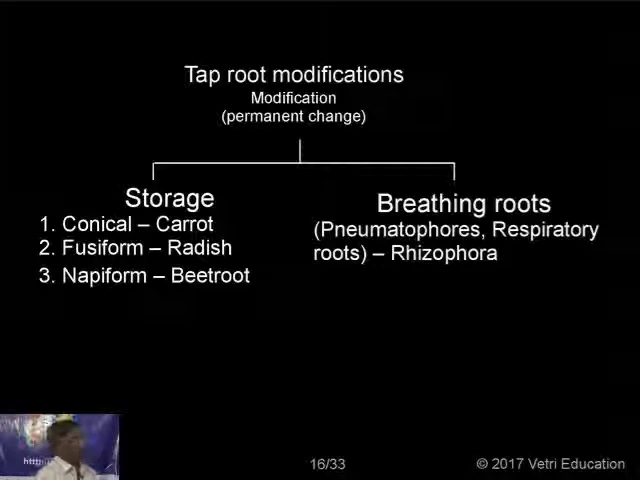 Tap root modifications
Modification
(permanent change)
Storage
1. Conical – Carrot
2. Fusiform – Radish
3. Napiform – Beetroot
Breathing roots
(Pneumatophores, Respiratory
roots) – Rhizophora
http
16/33
© 2017 Vetri Education